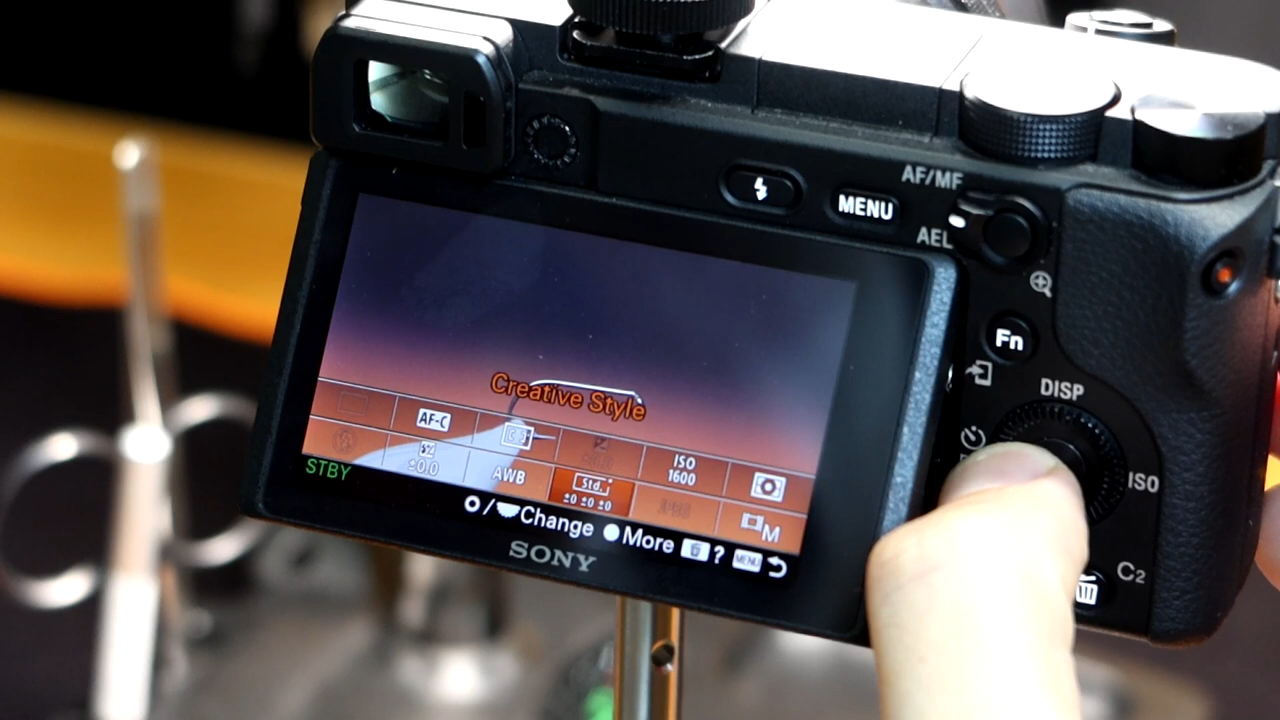 AF/MF
MENU
AEL
Fn
DISP
Creative Style
AF-C
ISO
1600
±0.0
AWB
Std.
±0 ±0 ±0
M
STBY
/ Change More ? MENU
SONY
ISO
C2